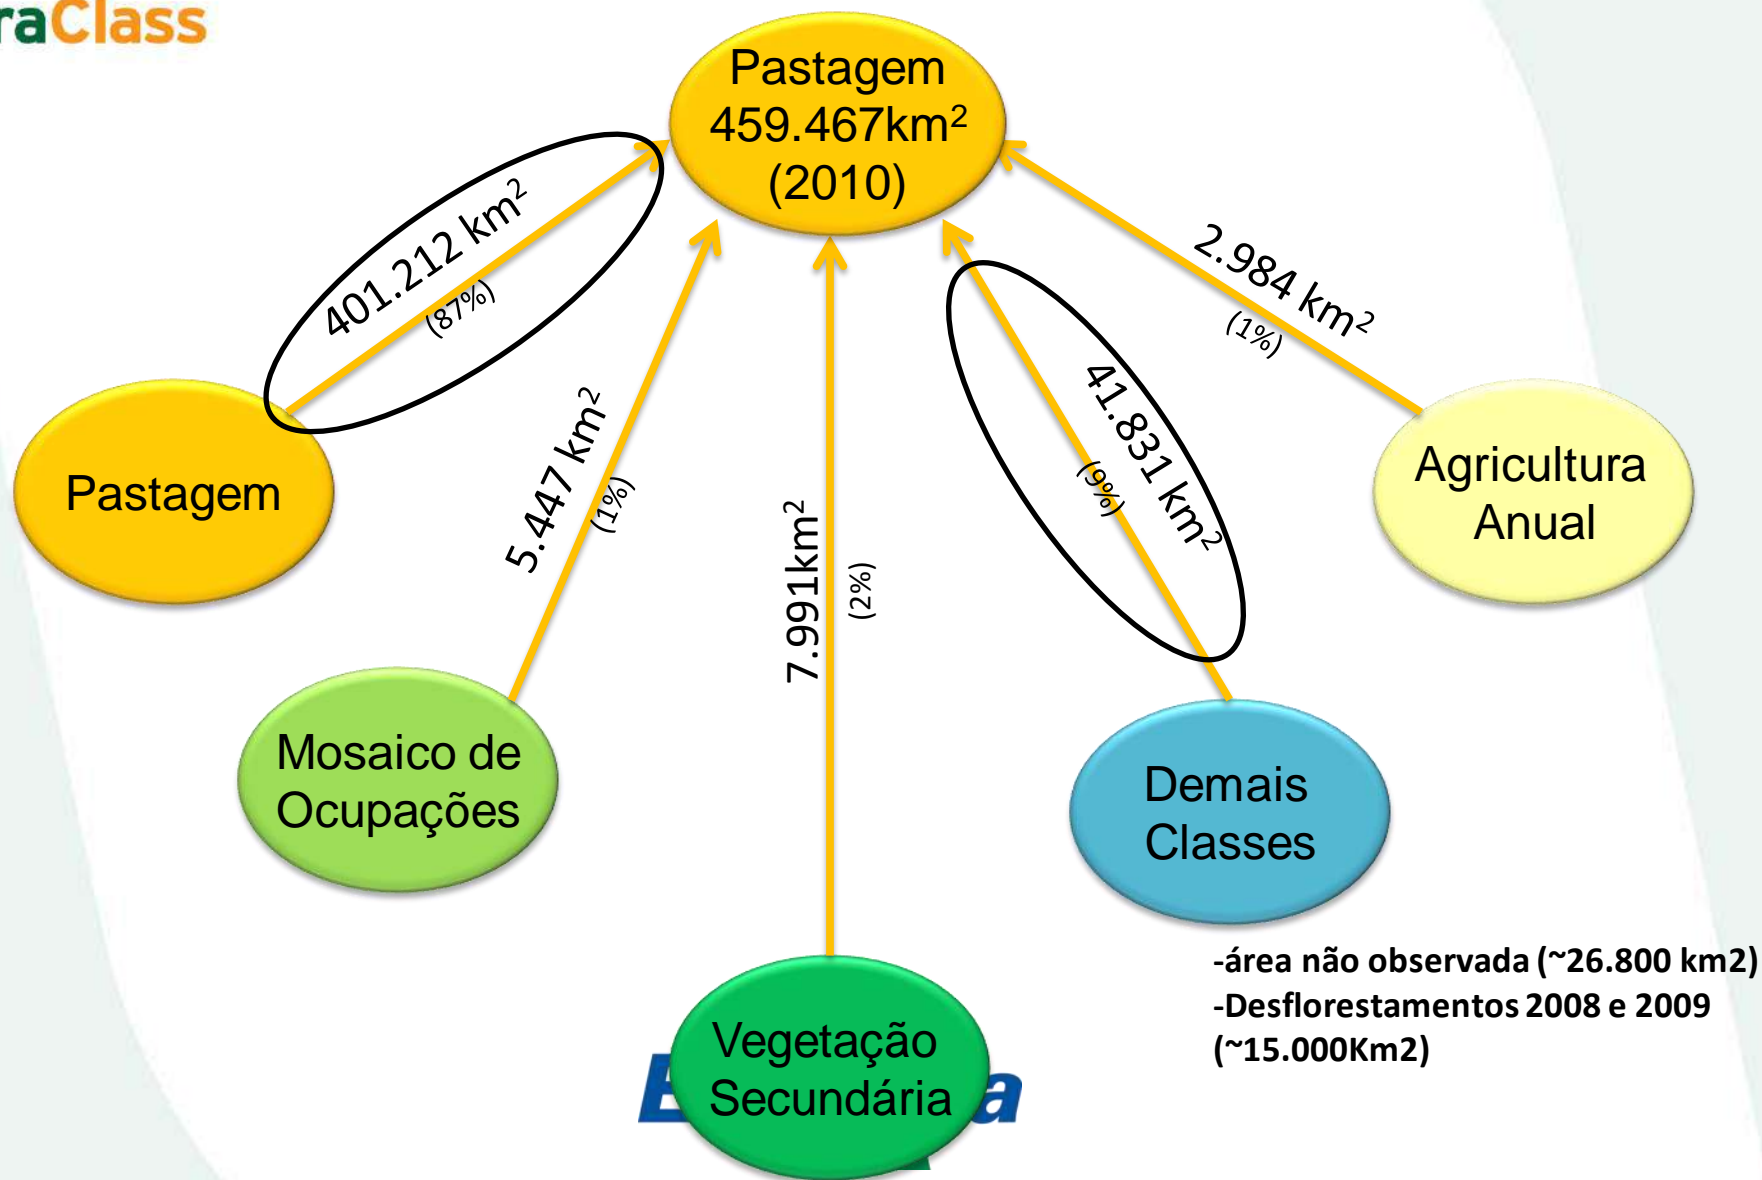 raClass
Pastagem
459.467km²
(2010)
401.212 km²
(87%)
2.984 km²
(1%)
5.447 km²
(1%)
7.991km²
(2%)
41.831 km²
(9%)
Pastagem
Agricultura
Anual
Mosaico de
Ocupações
Demais
Classes
-área não observada (~26.800 km2)
-Desflorestamentos 2008 e 2009
(~15.000Km2)
Vegetação
Secundária